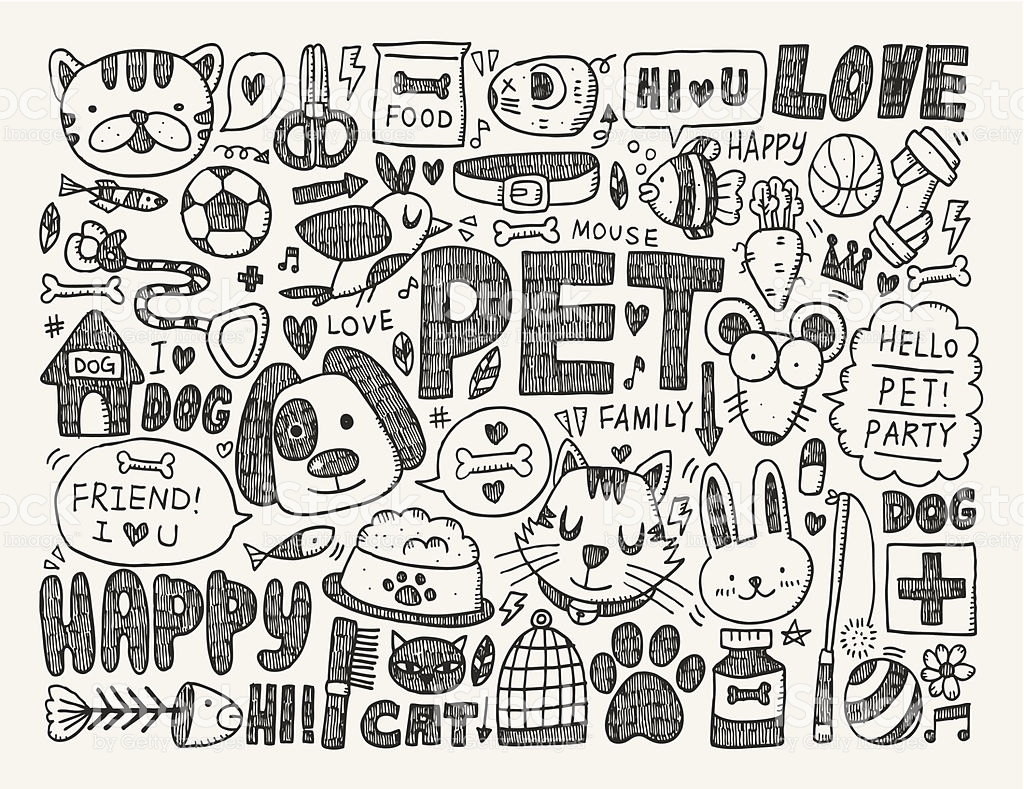 FOOD
HI♥U
LOVE
HAPPY
MOUSE
PET
LOVE
DOG
I♥
DOG
HELLO
PET!
PARTY
FAMILY
FRIEND!
I♥U
DOG
HAPPY
HI!!
CAT
iStock
by Getty Images™